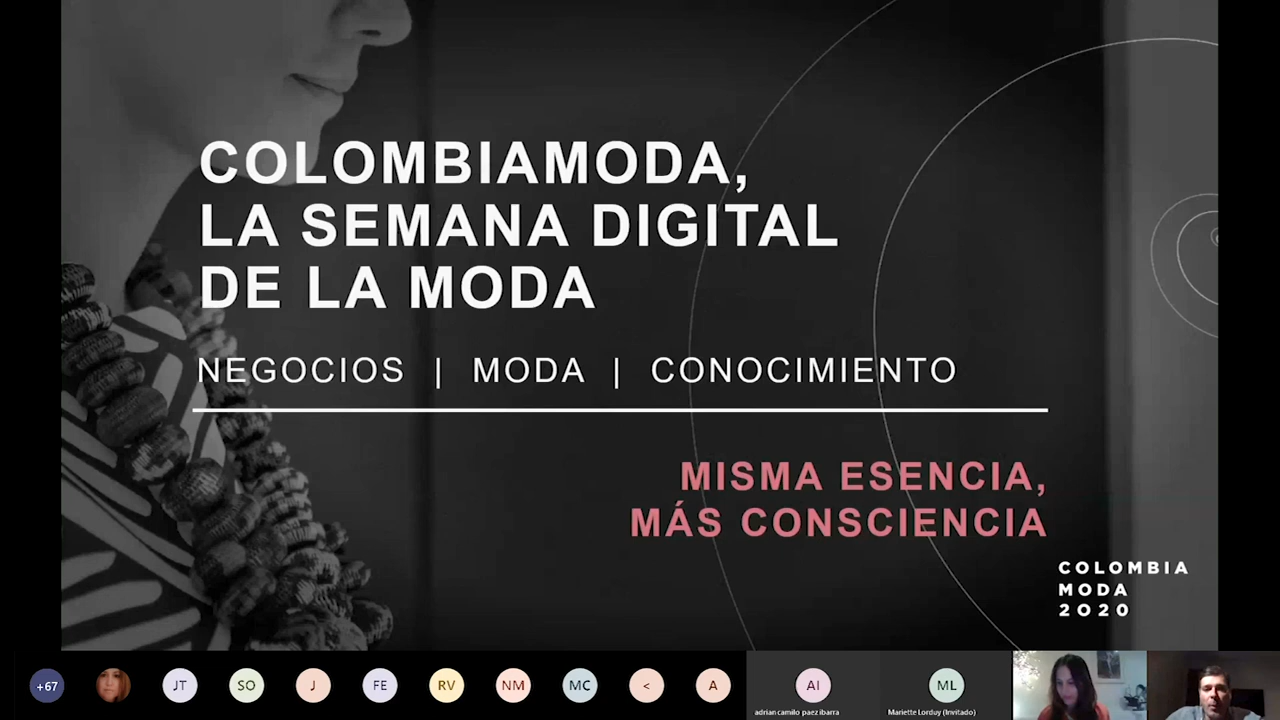 COLOMBIAMODA,
LA SEMANA DIGITAL
DE LA MODA
NEGOCIOS | MODA | CONOCIMIENTO
MISMA ESENCIA,
MÁS CONSCIENCIA
COLOMBIA
MODA
2020
+67
JT
SO
J
FE
RV
NM
MC
<
A
AI
adrian camilo paez ibarra
ML
Mariette Lorduy (Invitado)